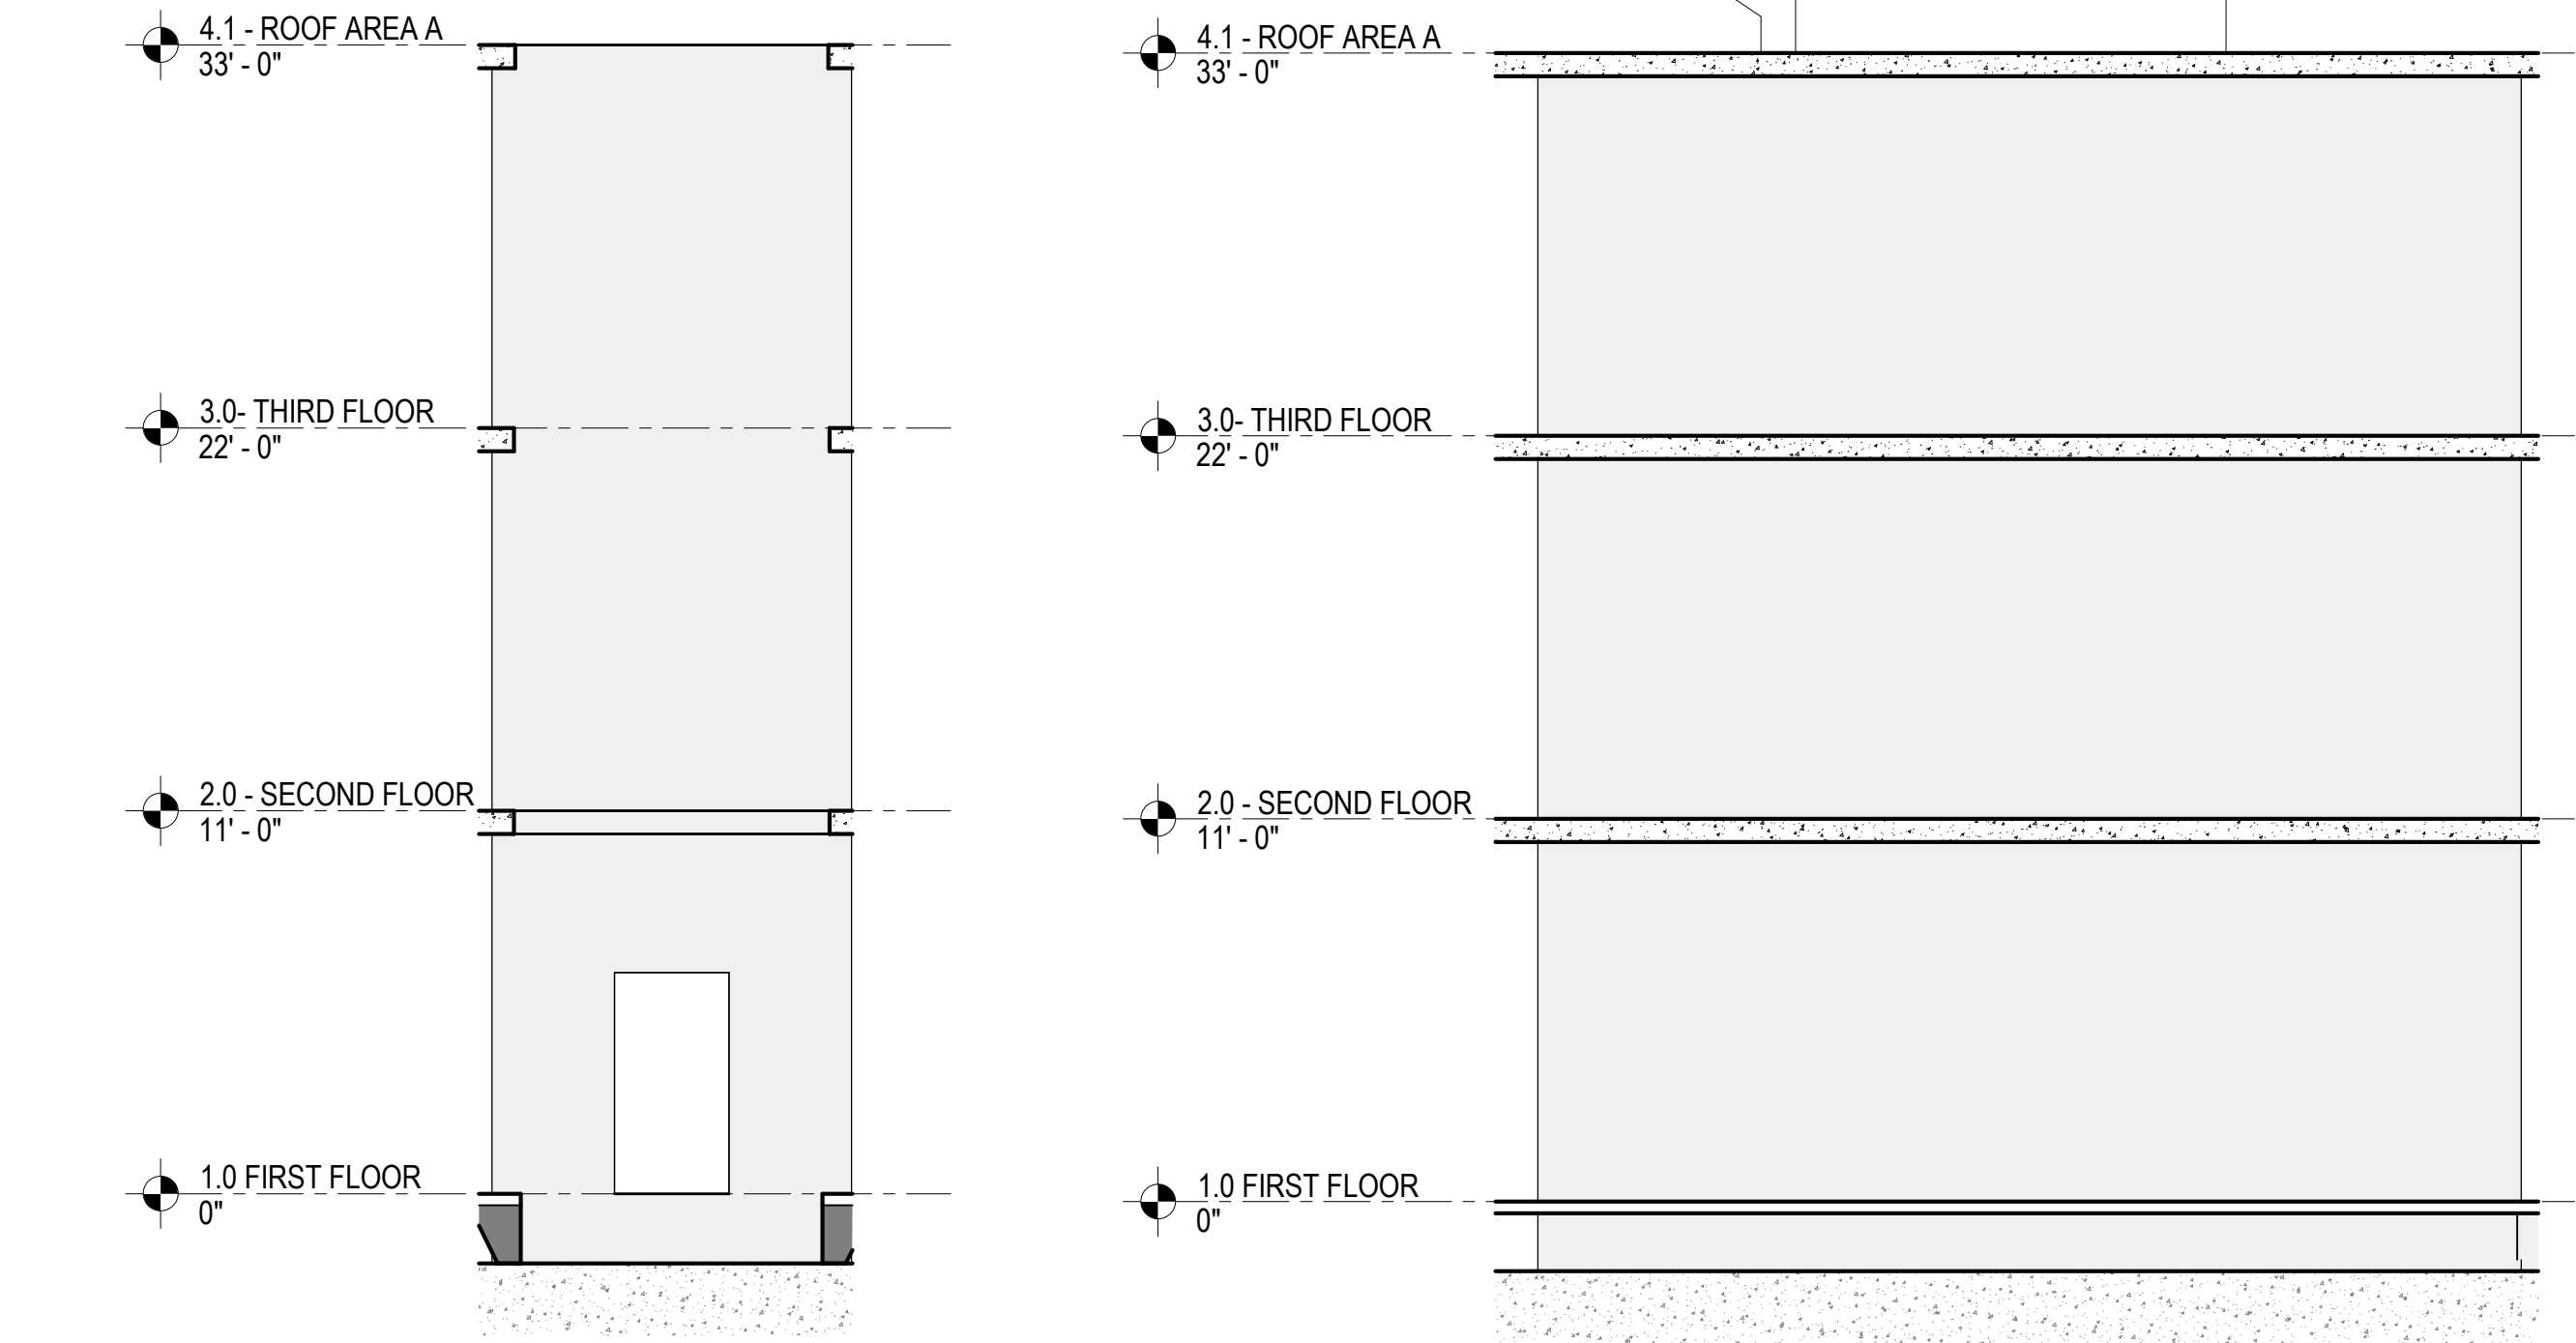 4.1 - ROOF AREA A
33' - 0"
3.0- THIRD FLOOR
22' - 0"
2.0 - SECOND FLOOR
11' - 0"
1.0 FIRST FLOOR
0"
4.1 - ROOF AREA A
33' - 0"
3.0- THIRD FLOOR
22' - 0"
2.0 - SECOND FLOOR
11' - 0"
1.0 FIRST FLOOR
0"